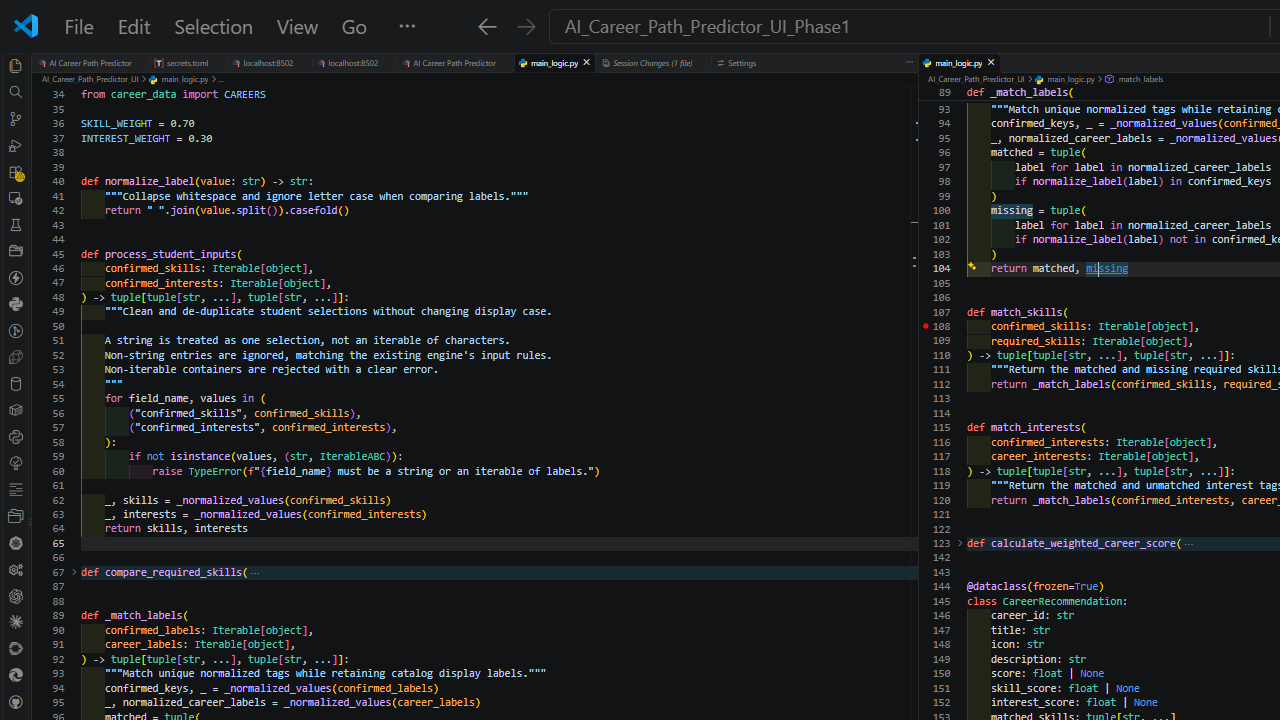 File Edit Selection View Go ··· AI_Career_Path_Predictor_UI_Phase1
AI Career Path Predictor secrets.toml localhost:8502 localhost:8502 AI Career Path Predictor main_logic.py Session Changes (1 file) Settings ···
AI_Career_Path_Predictor_UI > main_logic.py > ...
34 from career_data import CAREERS
35
36 SKILL_WEIGHT = 0.70
37 INTEREST_WEIGHT = 0.30
38
39
40 def normalize_label(value: str) -> str:
41 """Collapse whitespace and ignore letter case when comparing labels."""
42 return " ".join(value.split()).casefold()
43
44
45 def process_student_inputs(
46 confirmed_skills: Iterable[object],
47 confirmed_interests: Iterable[object],
48 ) -> tuple[tuple[str, ...], tuple[str, ...]]:
49 """Clean and de-duplicate student selections without changing display case.
50
51 A string is treated as one selection, not an iterable of characters.
52 Non-string entries are ignored, matching the existing engine's input rules.
53 Non-iterable containers are rejected with a clear error.
54 """
55 for field_name, values in (
56 ("confirmed_skills", confirmed_skills),
57 ("confirmed_interests", confirmed_interests),
58 ):
59 if not isinstance(values, (str, IterableABC)):
60 raise TypeError(f"{field_name} must be a string or an iterable of labels.")
61
62 _, skills = _normalized_values(confirmed_skills)
63 _, interests = _normalized_values(confirmed_interests)
64 return skills, interests
65
66
67 def compare_required_skills( ···
87
88
89 def _match_labels(
90 confirmed_labels: Iterable[object],
91 career_labels: Iterable[object],
92 ) -> tuple[tuple[str, ...], tuple[str, ...]]:
93 """Match unique normalized tags while retaining catalog display labels."""
94 confirmed_keys, _ = _normalized_values(confirmed_labels)
95 _, normalized_career_labels = _normalized_values(career_labels)
96 matched = tuple(
main_logic.py
AI_Career_Path_Predictor_UI > main_logic.py > _match_labels
89 def _match_labels(
93 """Match unique normalized tags while retaining c
94 confirmed_keys, _ = _normalized_values(confirmed_
95 _, normalized_career_labels = _normalized_values(
96 matched = tuple(
97 label for label in normalized_career_labels
98 if normalize_label(label) in confirmed_keys
99 )
100 missing = tuple(
101 label for label in normalized_career_labels
102 if normalize_label(label) not in confirmed_ke
103 )
104 return matched, missing
105
106
107 def match_skills(
108 confirmed_skills: Iterable[object],
109 required_skills: Iterable[object],
110 ) -> tuple[tuple[str, ...], tuple[str, ...]]:
111 """Return the matched and missing required skills
112 return _match_labels(confirmed_skills, required_s
113
114
115 def match_interests(
116 confirmed_interests: Iterable[object],
117 career_interests: Iterable[object],
118 ) -> tuple[tuple[str, ...], tuple[str, ...]]:
119 """Return the matched and unmatched interest tags
120 return _match_labels(confirmed_interests, career_
121
122
123 def calculate_weighted_career_score( ···
142
143
144 @dataclass(frozen=True)
145 class CareerRecommendation:
146 career_id: str
147 title: str
148 icon: str
149 description: str
150 score: float | None
151 skill_score: float | None
152 interest_score: float | None
153 matched_skills: tuple[str, ...]